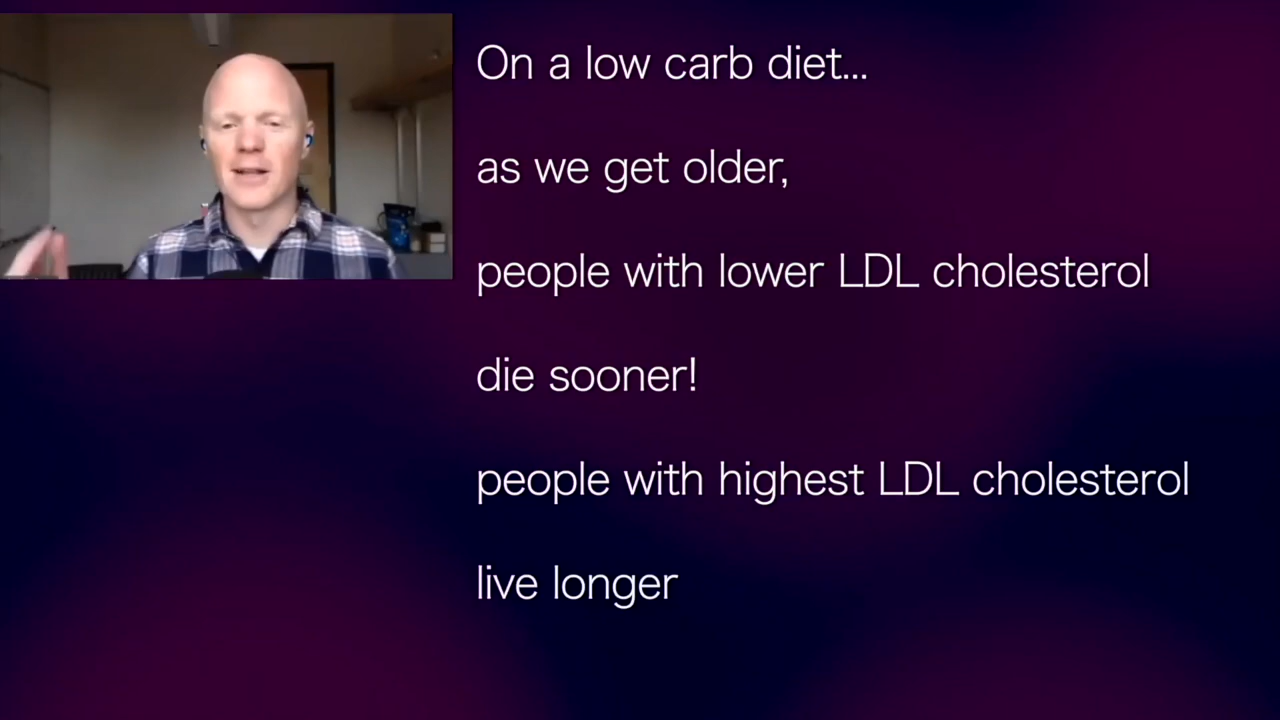 On a low carb diet...
as we get older,
people with lower LDL cholesterol
die sooner!
people with highest LDL cholesterol
live longer